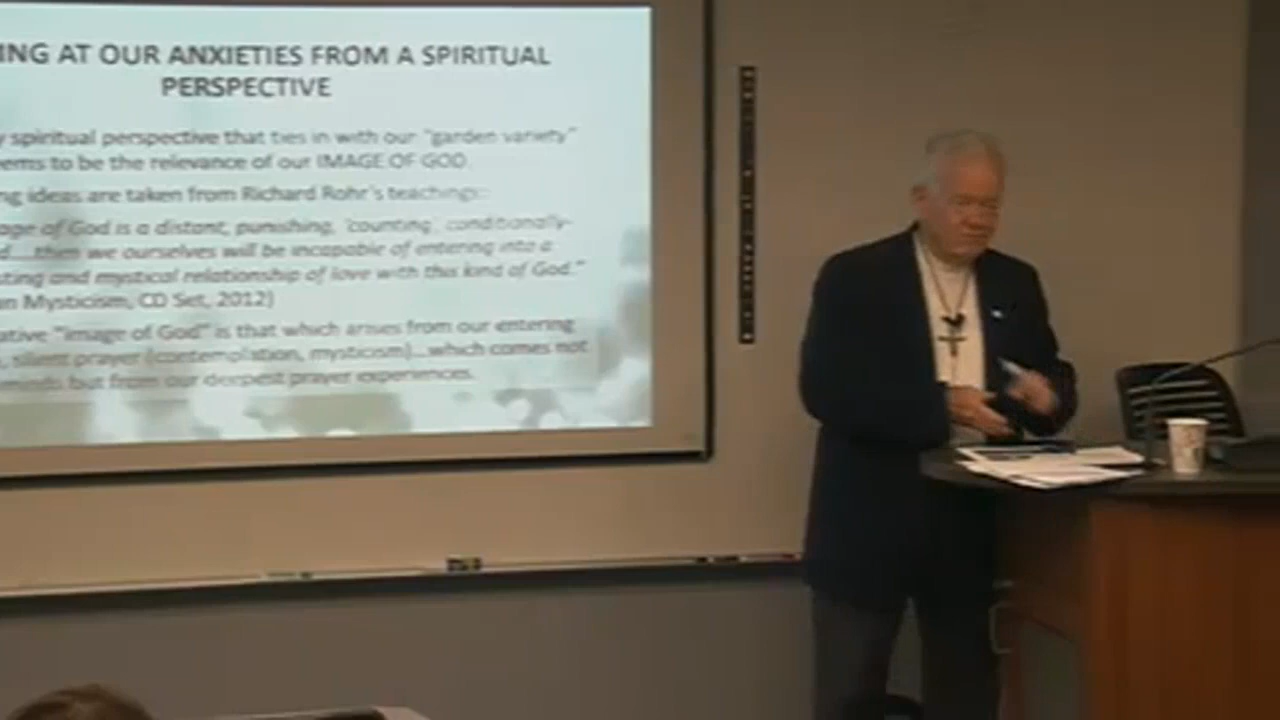 ING AT OUR ANXIETIES FROM A SPIRITUAL
PERSPECTIVE
y spiritual perspective that ties in with our "garden variety"
ems to be the relevance of our IMAGE OF GOD.
ng ideas are taken from Richard Rohr's teachings:
age of God is a distant, punishing, 'counting' conditionally-
d....then we ourselves will be incapable of entering into a
sting and mystical relationship of love with this kind of God."
an Mysticism, CD Set, 2012)
ative "image of God" is that which arises from our entering
, silent prayer (contemplation, mysticism)...which comes not
minds but from our deepest prayer experiences.